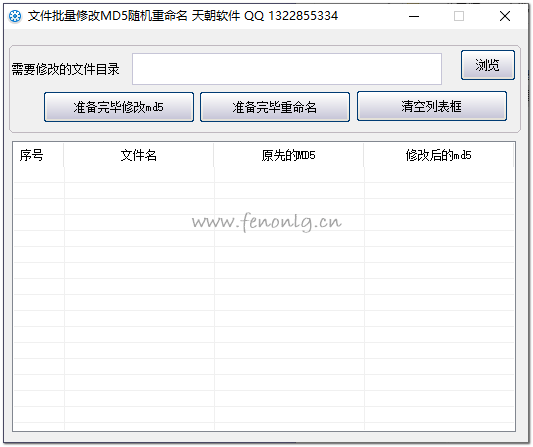 文件批量修改MD5随机重命名 天朝软件 QQ 1322855334
需要修改的文件目录 浏览
准备完毕修改md5 准备完毕重命名 清空列表框
序号 文件名 原先的MD5 修改后的md5
www.fenonlg.cn